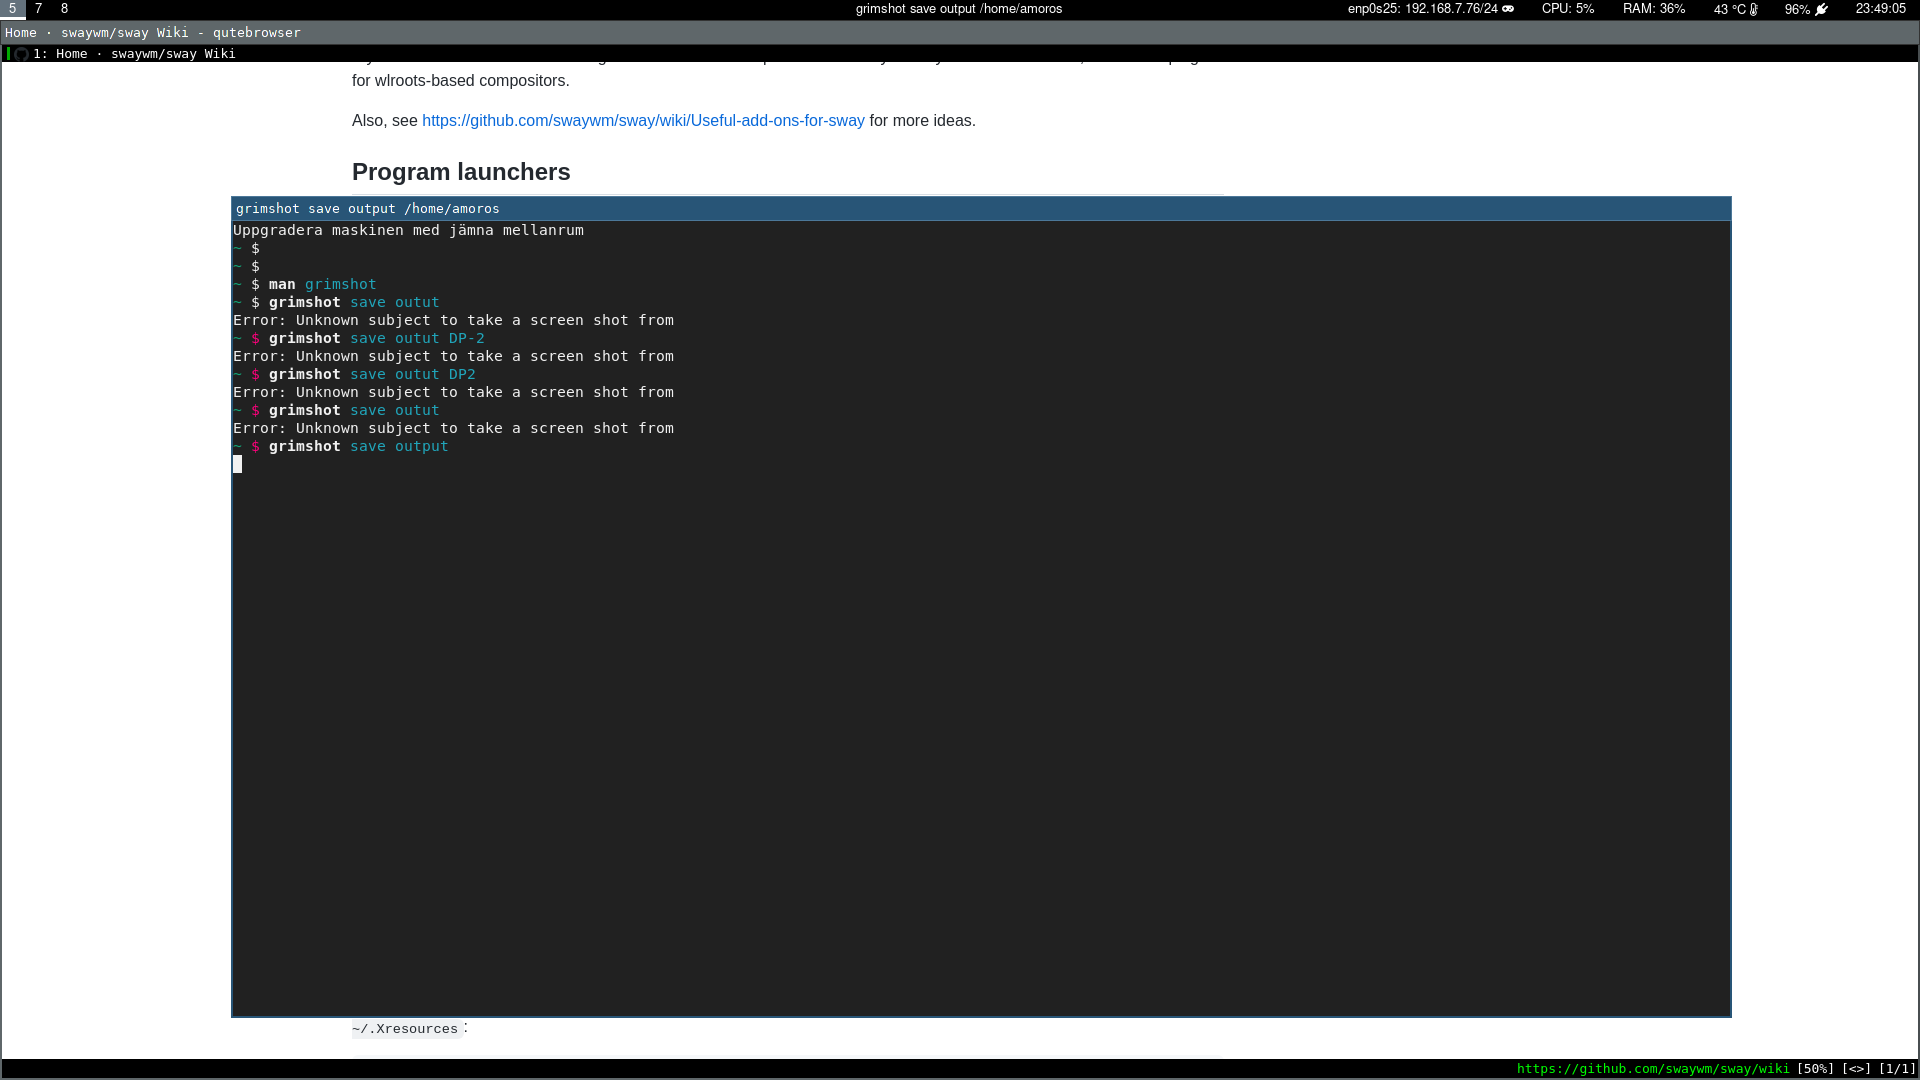 5 7 8 grimshot save output /home/amoros enp0s25: 192.168.7.76/24 CPU: 5% RAM: 36% 43 °C 96% 23:49:05
Home · swaywm/sway Wiki - qutebrowser
1: Home · swaywm/sway Wiki
for wlroots-based compositors.
Also, see https://github.com/swaywm/sway/wiki/Useful-add-ons-for-sway for more ideas.
Program launchers
grimshot save output /home/amoros
Uppgradera maskinen med jämna mellanrum
~ $
~ $
~ $ man grimshot
~ $ grimshot save outut
Error: Unknown subject to take a screen shot from
~ $ grimshot save outut DP-2
Error: Unknown subject to take a screen shot from
~ $ grimshot save outut DP2
Error: Unknown subject to take a screen shot from
~ $ grimshot save outut
Error: Unknown subject to take a screen shot from
~ $ grimshot save output
~/.Xresources :
https://github.com/swaywm/sway/wiki [50%] [<>] [1/1]